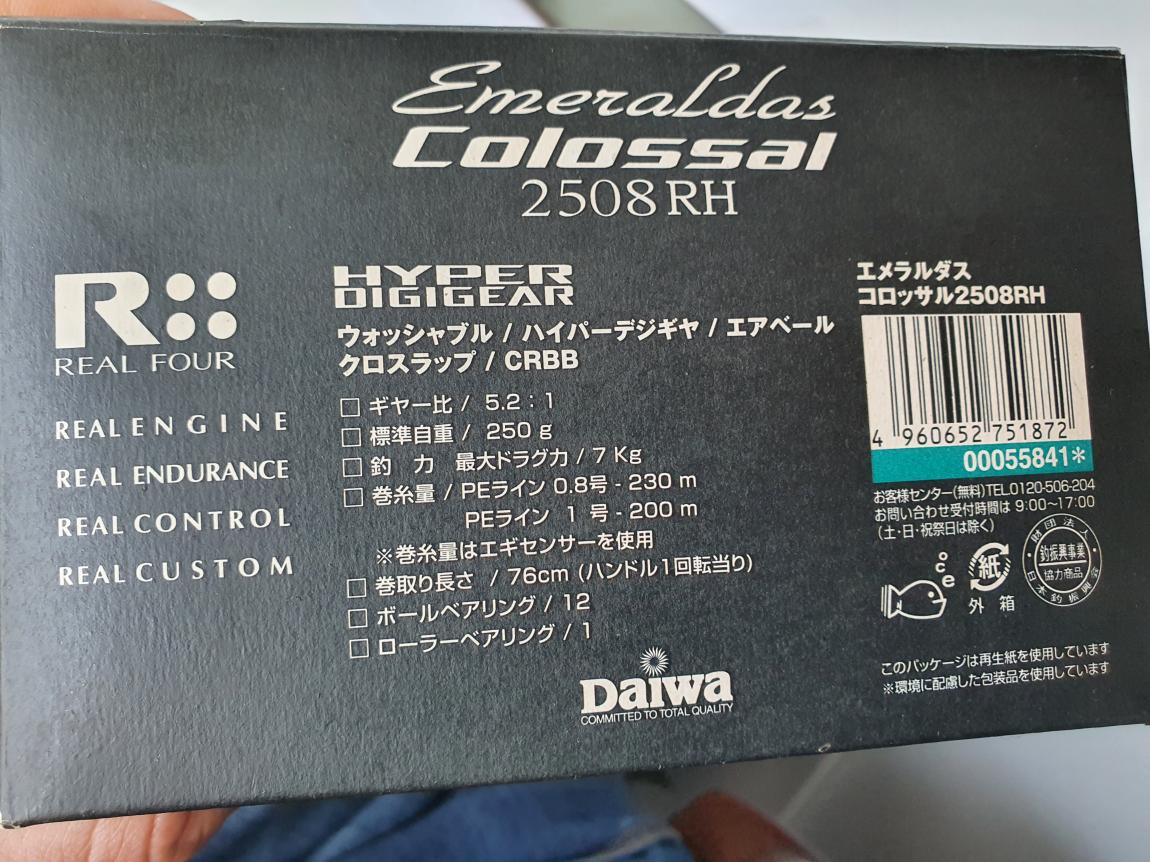 Emeraldas
Colossal
2508RH
R
REAL FOUR
REAL ENGINE
REAL ENDURANCE
REAL CONTROL
REAL CUSTOM
HYPER
DIGIGEAR
ウォッシャブル / ハイパーデジギヤ / エアベール
クロスラップ / CRBB
□ ギヤー比 / 5.2:1
□ 標準自重 / 250g
□ 釣 力 最大ドラグ力 / 7Kg
□ 巻糸量 / PEライン 0.8号 - 230m
PEライン 1 号 - 200m
※巻糸量はエギセンサーを使用
□ 巻取り長さ / 76cm (ハンドル1回転当り)
□ ボールベアリング / 12
□ ローラーベアリング / 1
Daiwa
COMMITTED TO TOTAL QUALITY
エメラルダス
コロッサル2508RH
4 960652 751872
00055841*
お客様センター(無料)TEL0120-506-204
お問い合わせ受付時間は 9:00~17:00
(土・日・祝祭日は除く)
ece
紙
外箱
財団法人
釣振興事業
協力商品
日本釣振興会
このパッケージは再生紙を使用しています
※環境に配慮した包装品を使用しています